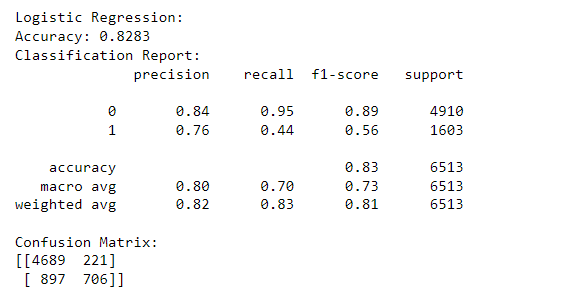 Logistic Regression:
Accuracy: 0.8283
Classification Report:
precision recall f1-score support
0 0.84 0.95 0.89 4910
1 0.76 0.44 0.56 1603
accuracy 0.83 6513
macro avg 0.80 0.70 0.73 6513
weighted avg 0.82 0.83 0.81 6513
Confusion Matrix:
[[4689 221]
[ 897 706]]